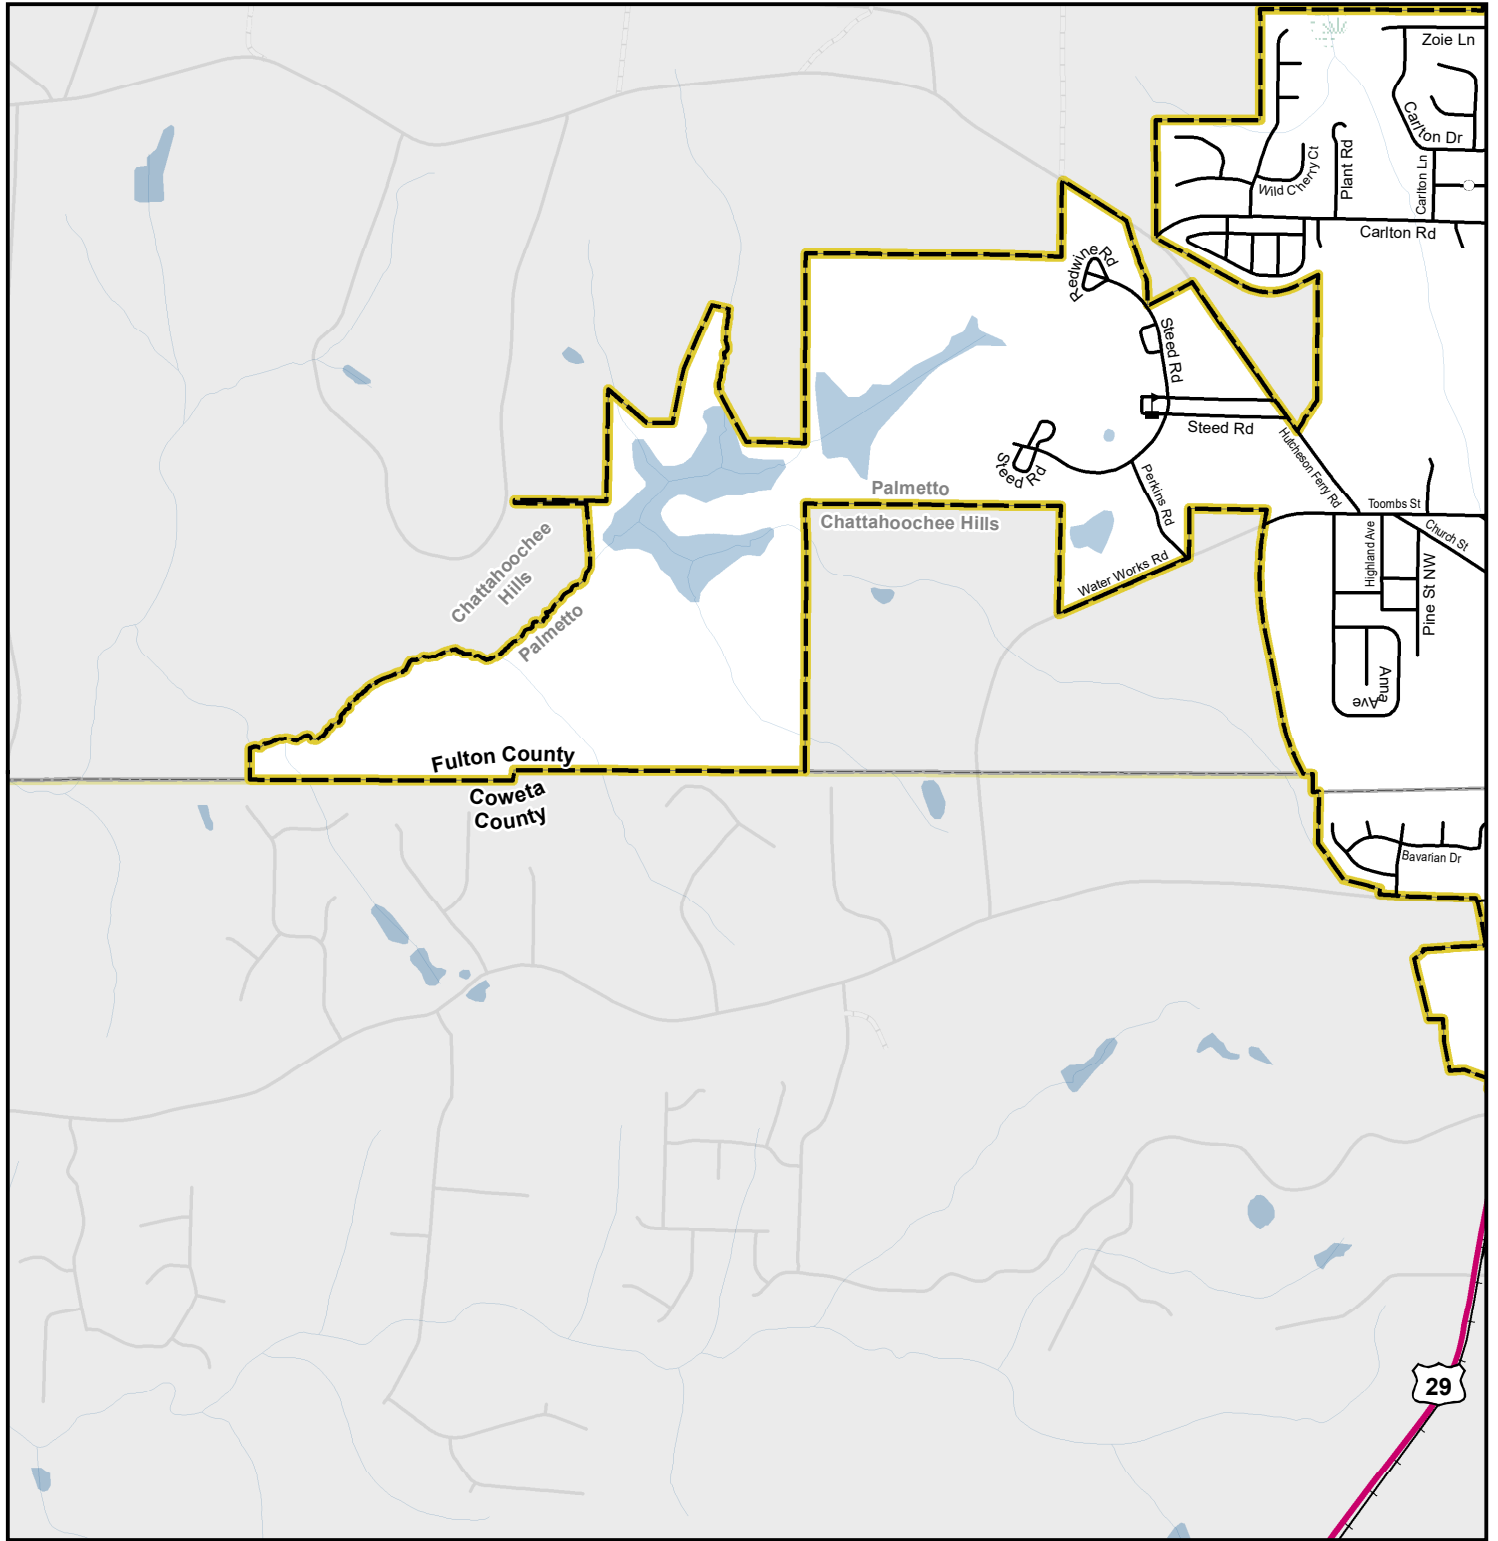 Zoie Ln
Carlton Dr
Wild Cherry Ct
Plant Rd
Carlton Ln
Carlton Rd
Redwine Rd
Steed Rd
Steed Rd
Steed Rd
Hutcheson Ferry Rd
Perkins Rd
Palmetto
Chattahoochee Hills
Toombs St
Church St
Highland Ave
Pine St NW
Water Works Rd
Chattahoochee
Hills
Palmetto
Anna
Ave
Fulton County
Coweta
County
Bavarian Dr
29